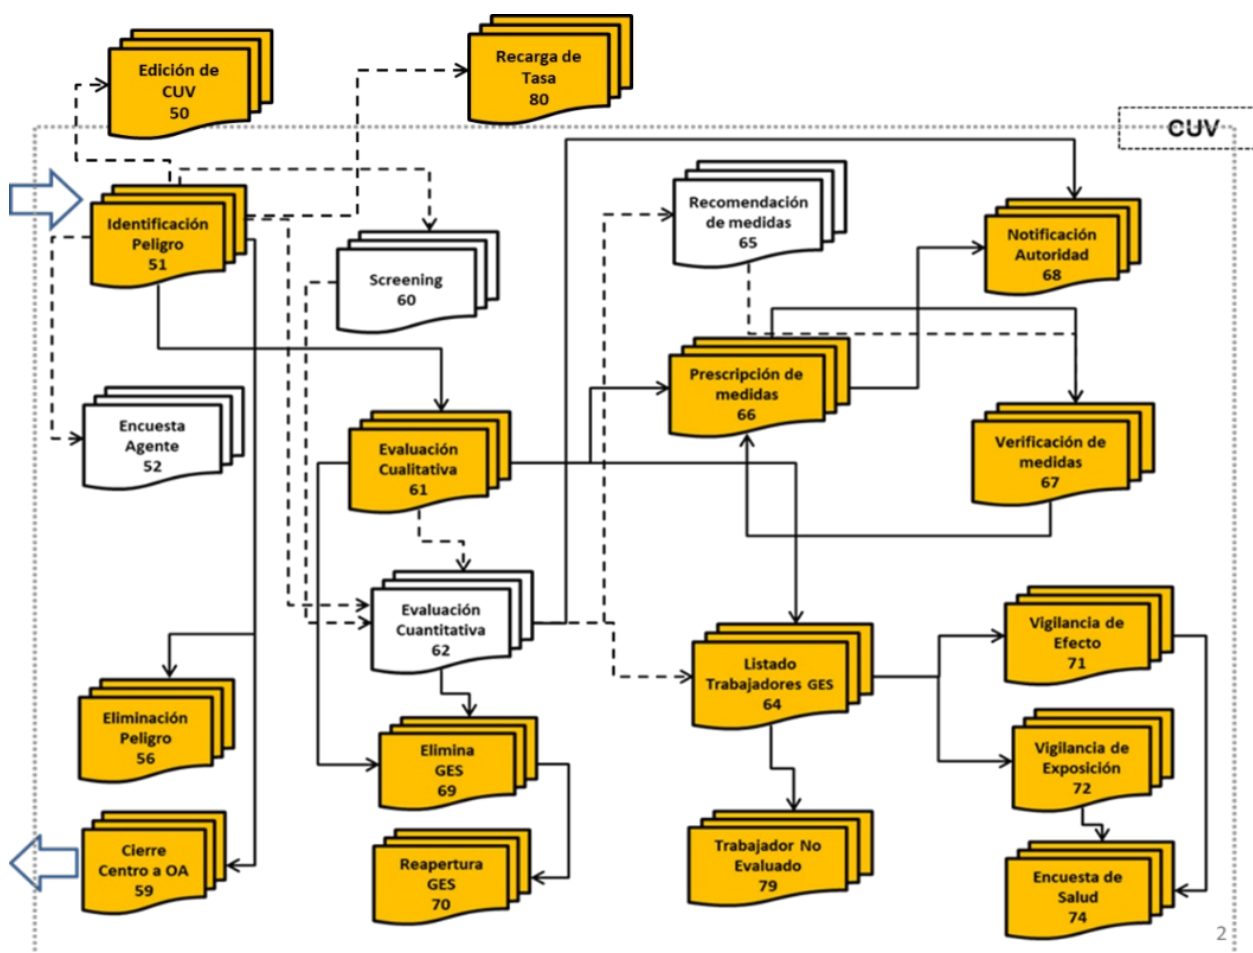 Edición de
CUV
50
Recarga de
Tasa
80
CUV
Identificación
Peligro
51
Screening
60
Recomendación
de medidas
65
Notificación
Autoridad
68
Encuesta
Agente
52
Evaluación
Cualitativa
61
Prescripción de
medidas
66
Verificación de
medidas
67
Evaluación
Cuantitativa
62
Listado
Trabajadores GES
64
Vigilancia de
Efecto
71
Eliminación
Peligro
56
Elimina
GES
69
Vigilancia de
Exposición
72
Cierre
Centro a OA
59
Reapertura
GES
70
Trabajador No
Evaluado
79
Encuesta de
Salud
74
2